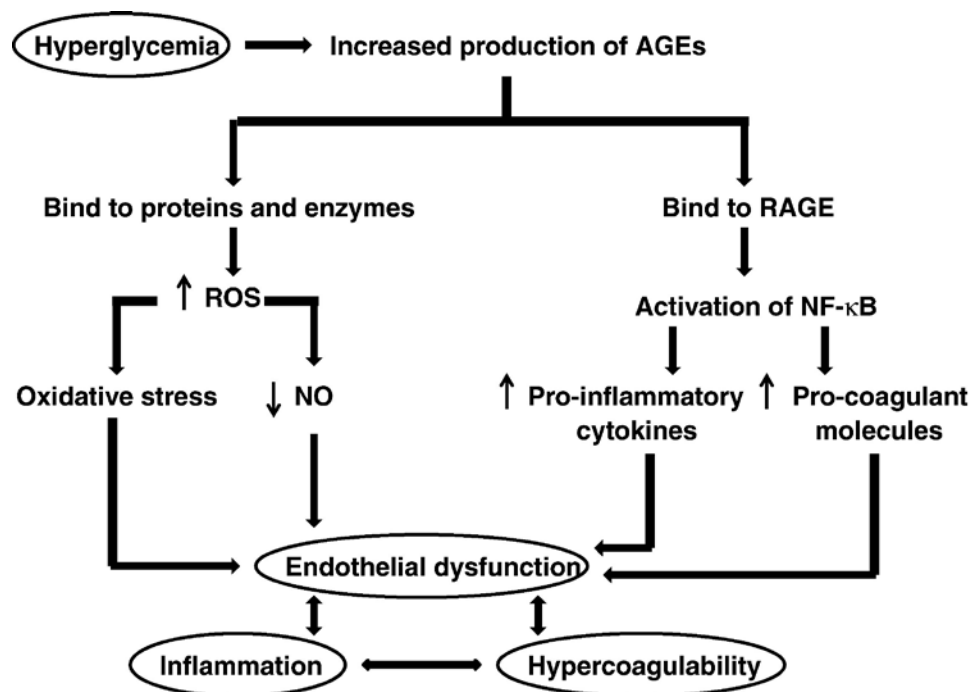 Hyperglycemia
Increased production of AGEs
Bind to proteins and enzymes
Bind to RAGE
↑ ROS
Activation of NF-κB
Oxidative stress
↓ NO
↑ Pro-inflammatory
cytokines
↑ Pro-coagulant
molecules
Endothelial dysfunction
Inflammation
Hypercoagulability